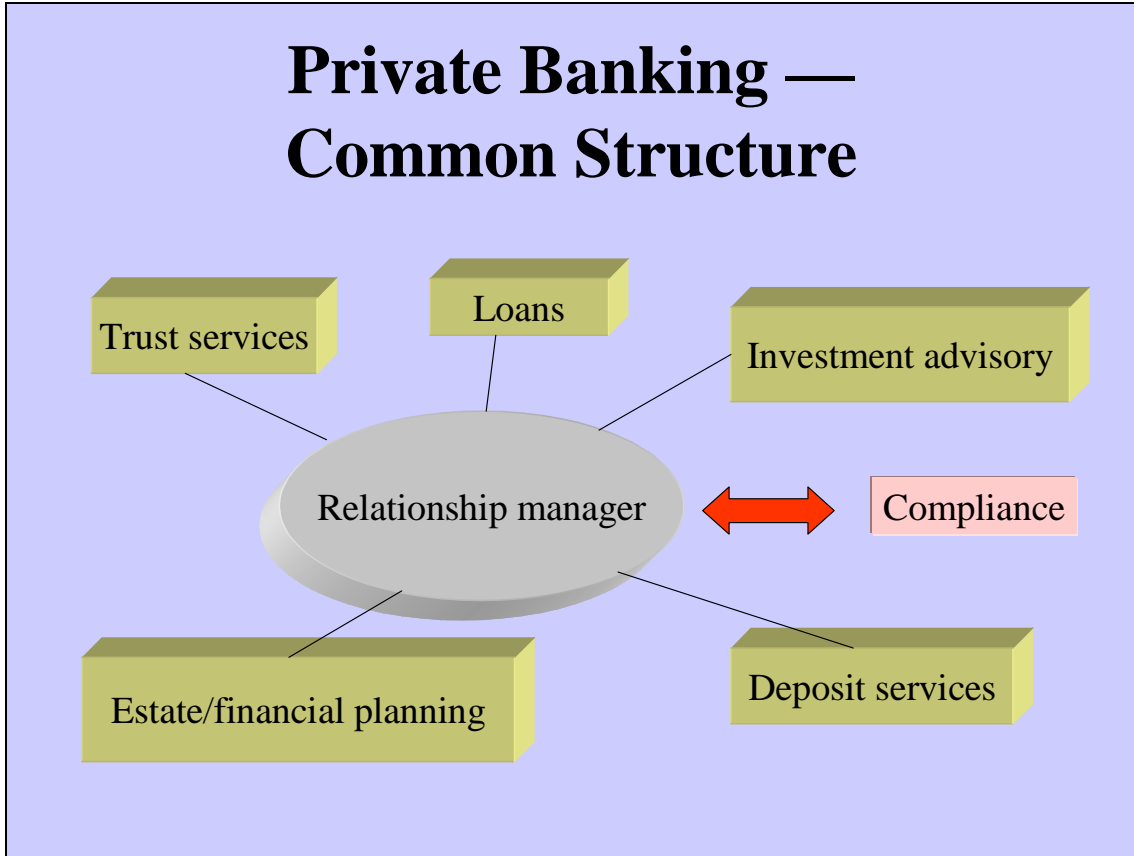 Private Banking —
Common Structure
Trust services
Loans
Investment advisory
Relationship manager
Compliance
Estate/financial planning
Deposit services